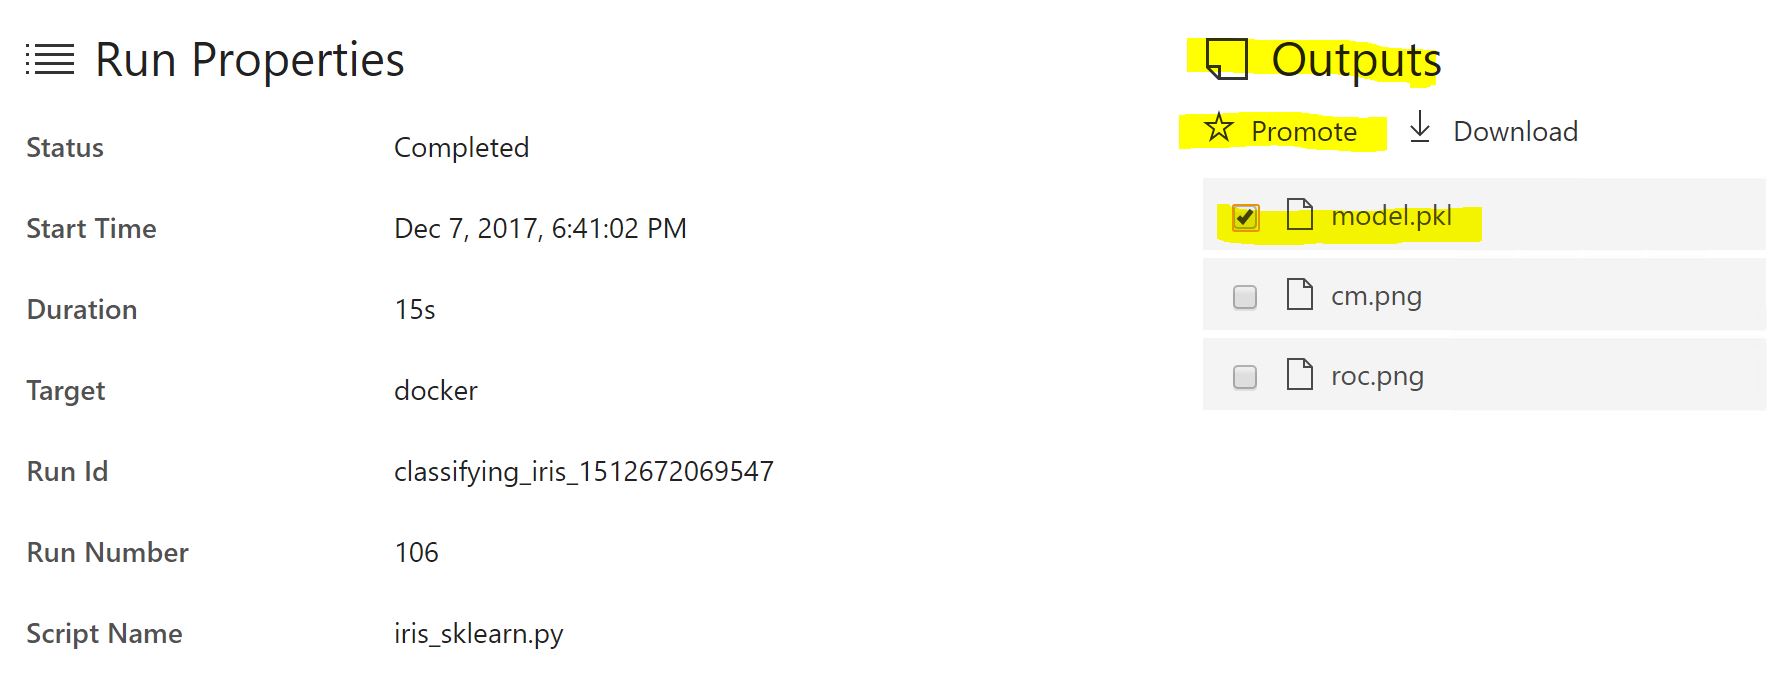 Run Properties
Status Completed
Start Time Dec 7, 2017, 6:41:02 PM
Duration 15s
Target docker
Run Id classifying_iris_1512672069547
Run Number 106
Script Name iris_sklearn.py
Outputs
Promote Download
model.pkl
cm.png
roc.png